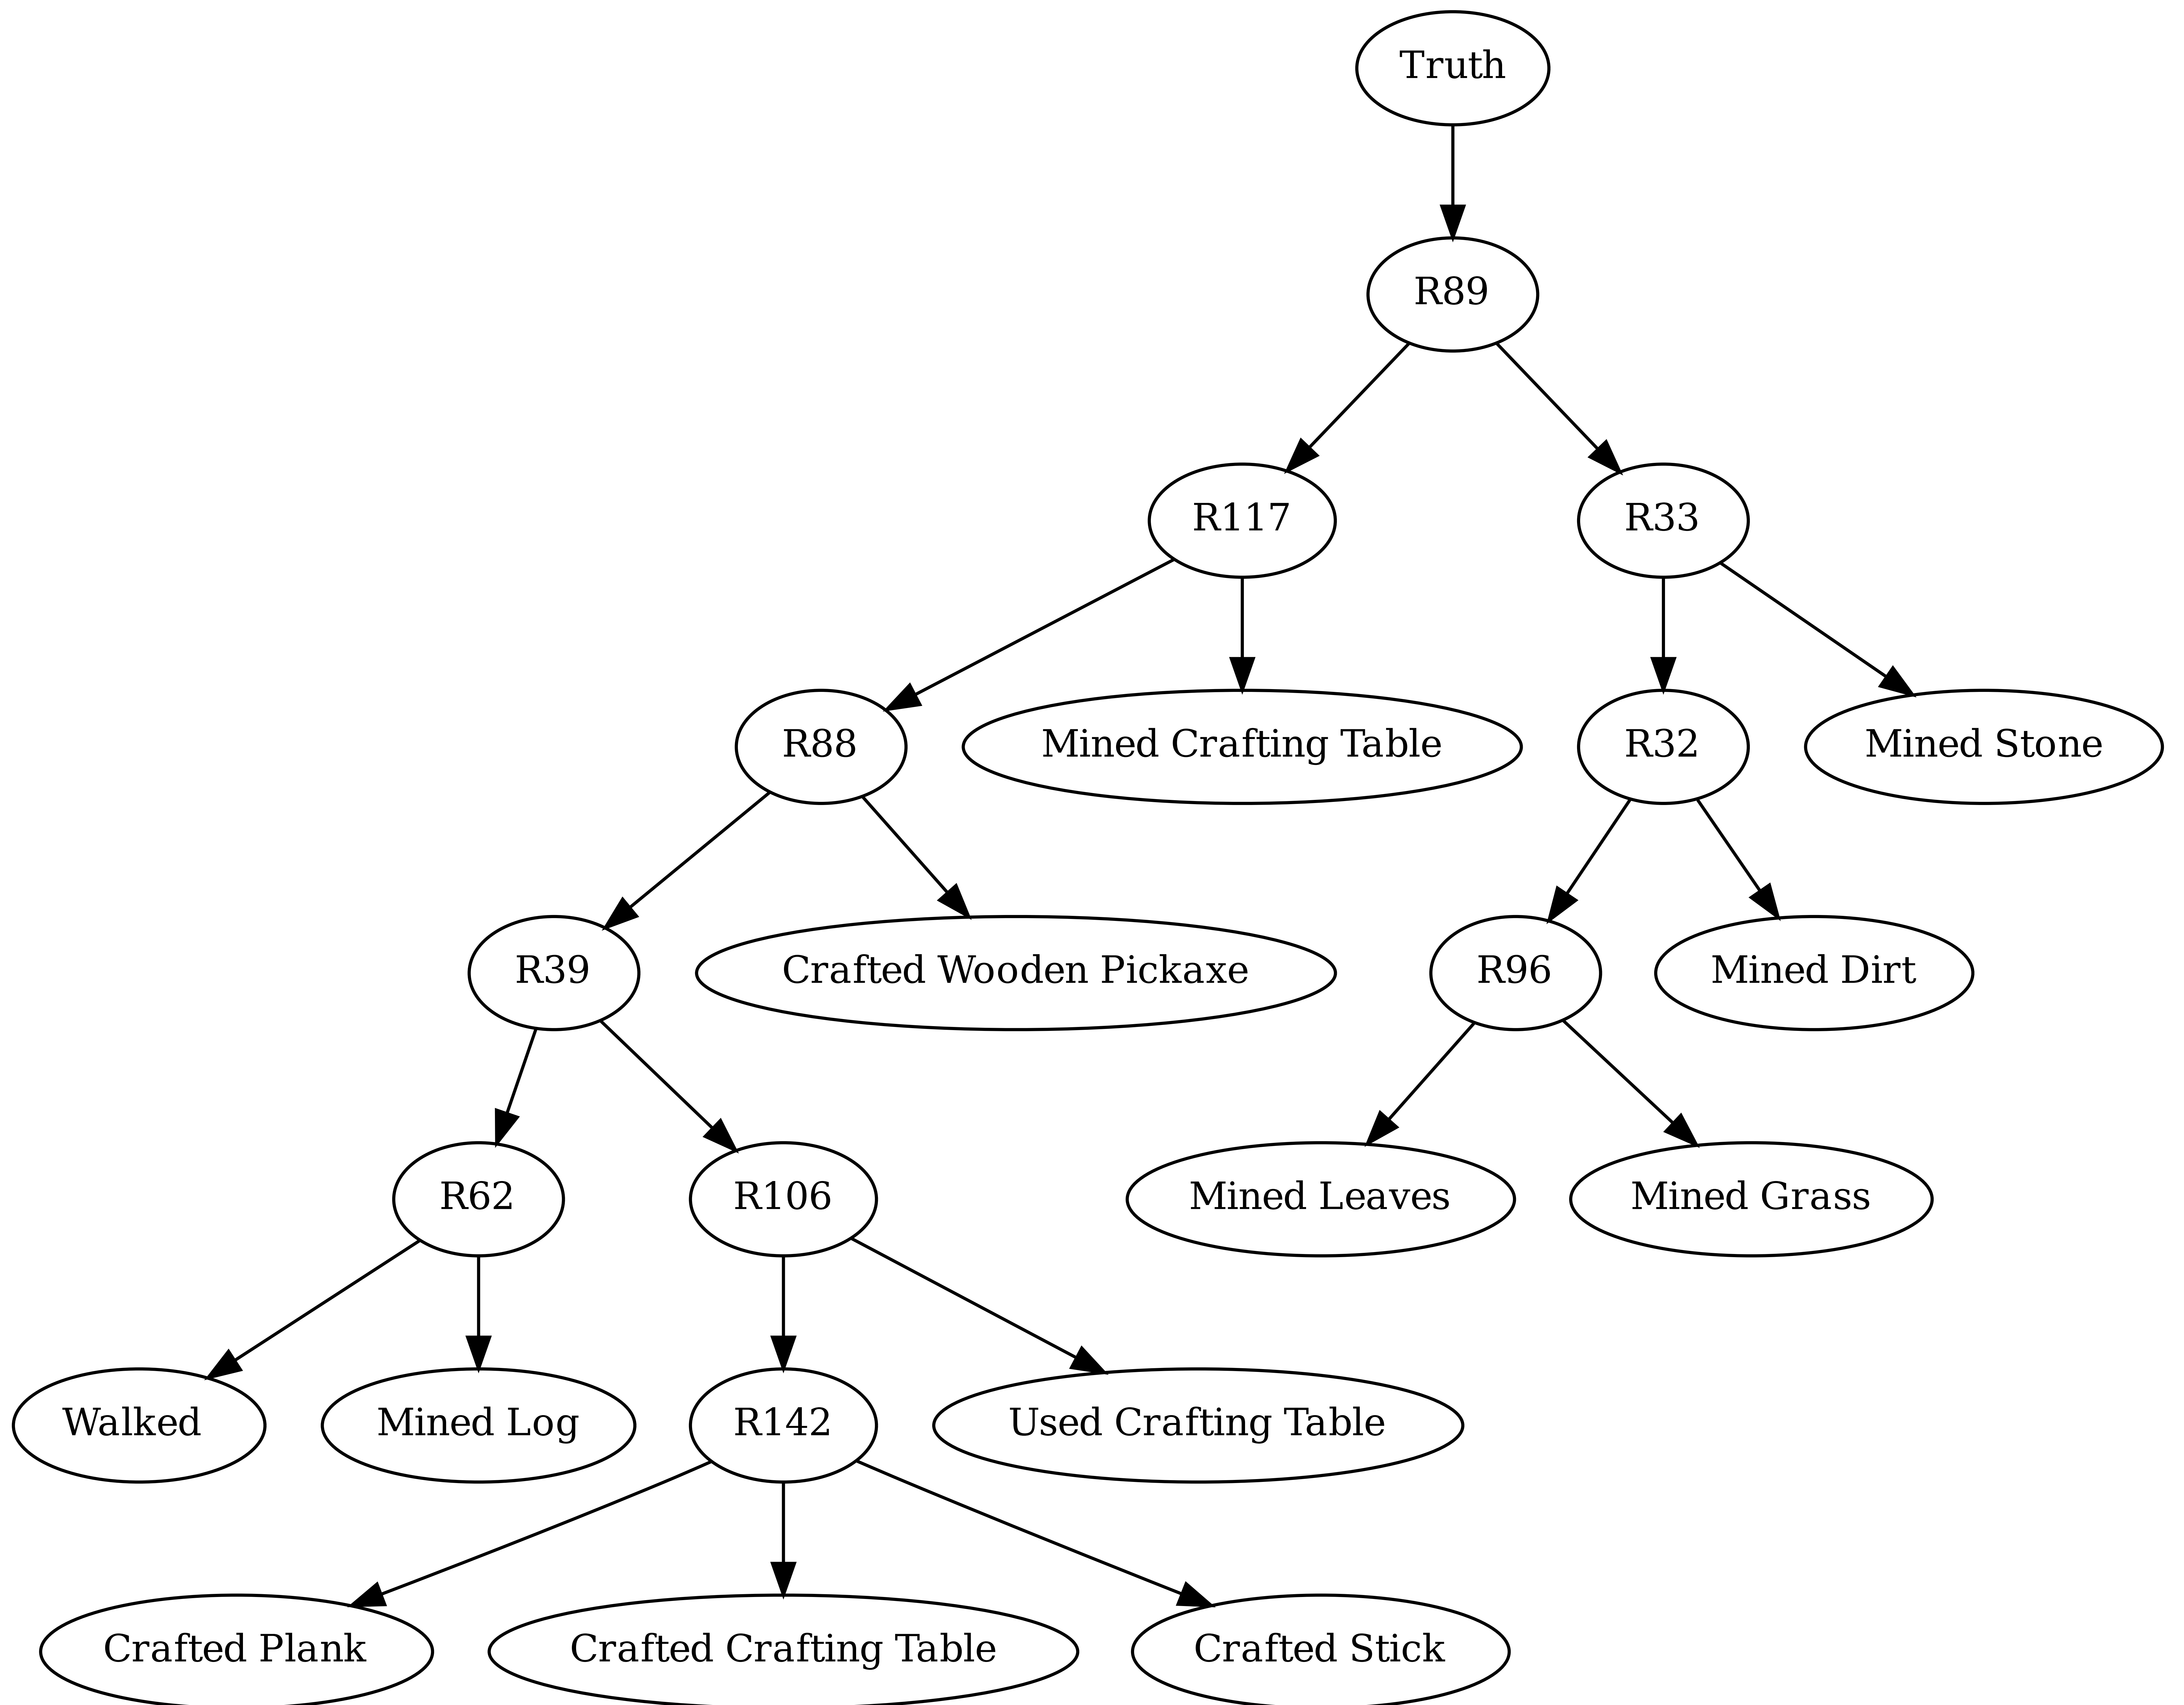 Truth
R89
R117
R33
R88
Mined Crafting Table
R32
Mined Stone
R39
Crafted Wooden Pickaxe
R96
Mined Dirt
R62
R106
Mined Leaves
Mined Grass
Walked
Mined Log
R142
Used Crafting Table
Crafted Plank
Crafted Crafting Table
Crafted Stick